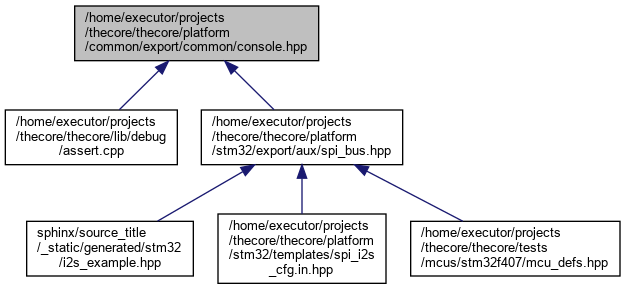 /home/executor/projects
/thecore/thecore/platform
/common/export/common/console.hpp
/home/executor/projects
/thecore/thecore/lib/debug
/assert.cpp
/home/executor/projects
/thecore/thecore/platform
/stm32/export/aux/spi_bus.hpp
sphinx/source_title
/_static/generated/stm32
/i2s_example.hpp
/home/executor/projects
/thecore/thecore/platform
/stm32/templates/spi_i2s
_cfg.in.hpp
/home/executor/projects
/thecore/thecore/tests
/mcus/stm32f407/mcu_defs.hpp